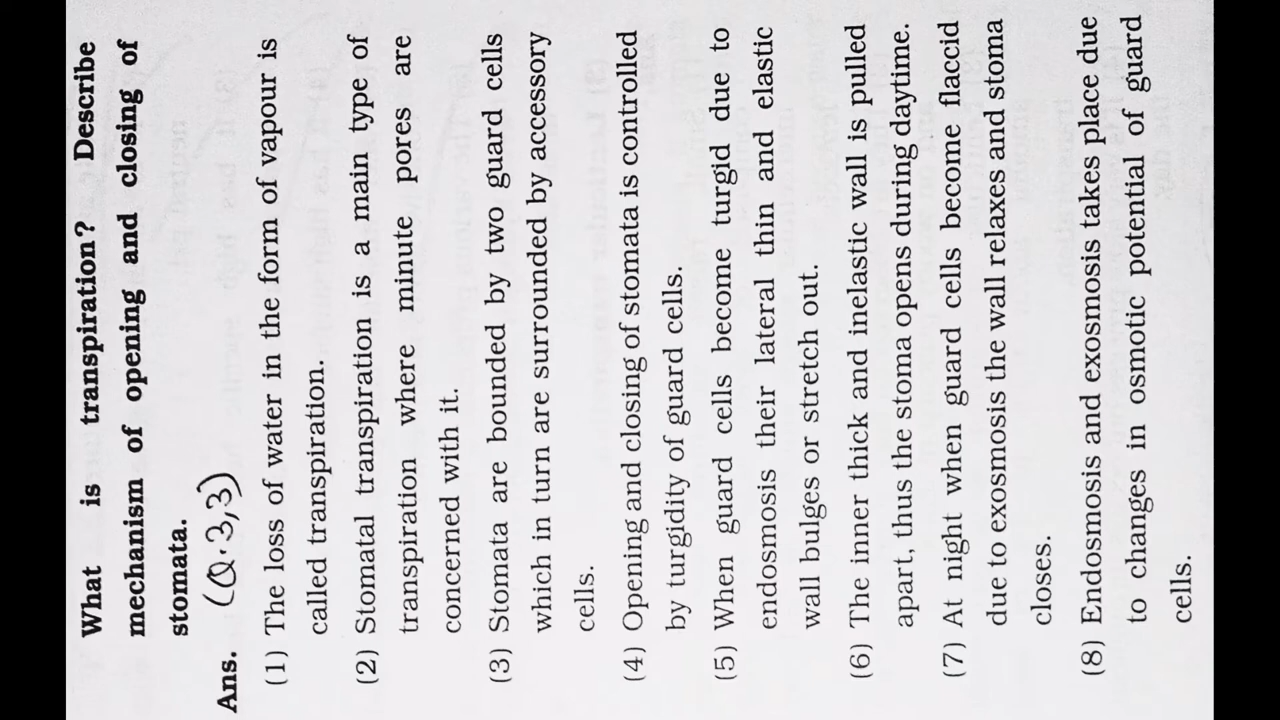 What is transpiration? Describe
mechanism of opening and closing of
stomata.
Ans. (Q.3,3)
(1) The loss of water in the form of vapour is
called transpiration.
(2) Stomatal transpiration is a main type of
transpiration where minute pores are
concerned with it.
(3) Stomata are bounded by two guard cells
which in turn are surrounded by accessory
cells.
(4) Opening and closing of stomata is controlled
by turgidity of guard cells.
(5) When guard cells become turgid due to
endosmosis their lateral thin and elastic
wall bulges or stretch out.
(6) The inner thick and inelastic wall is pulled
apart, thus the stoma opens during daytime.
(7) At night when guard cells become flaccid
due to exosmosis the wall relaxes and stoma
closes.
(8) Endosmosis and exosmosis takes place due
to changes in osmotic potential of guard
cells.